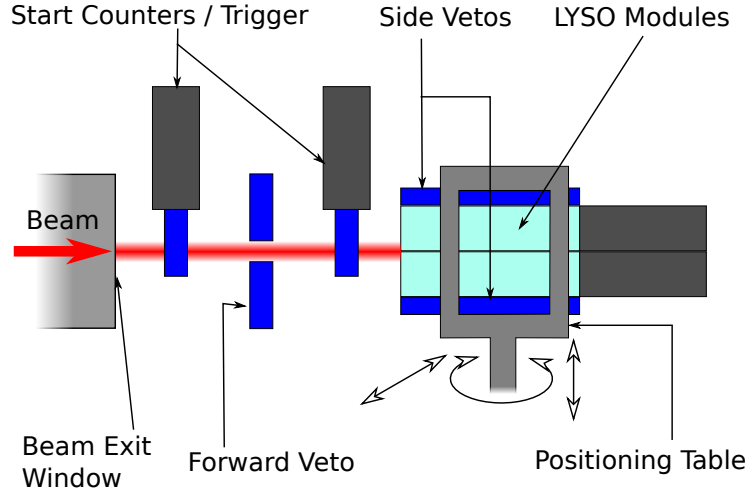 Start Counters / Trigger
Side Vetos
LYSO Modules
Beam
Beam Exit
Window
Forward Veto
Positioning Table